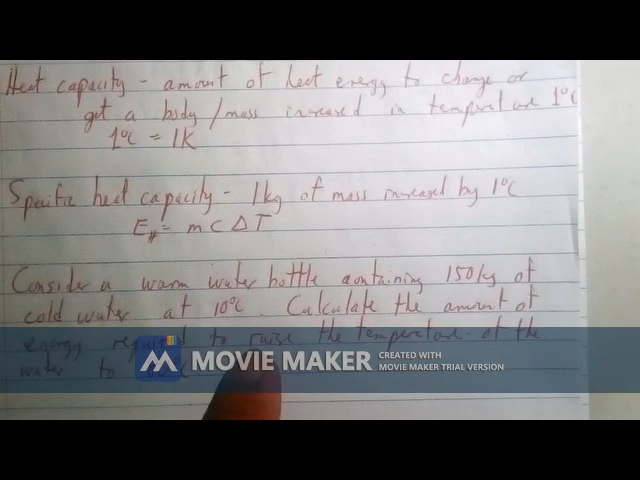 Heat capacity - amount of heat energy to change or
get a body / mass increased in temperature 1°C
1°C = 1K
Specific heat capacity - 1kg of mass increased by 1°C
E_H = m C Δ T
Consider a warm water bottle containing 150kg of
cold water at 10°C. Calculate the amount of
energy required to raise the temperature of the
water to
MOVIE MAKER
CREATED WITH
MOVIE MAKER TRIAL VERSION